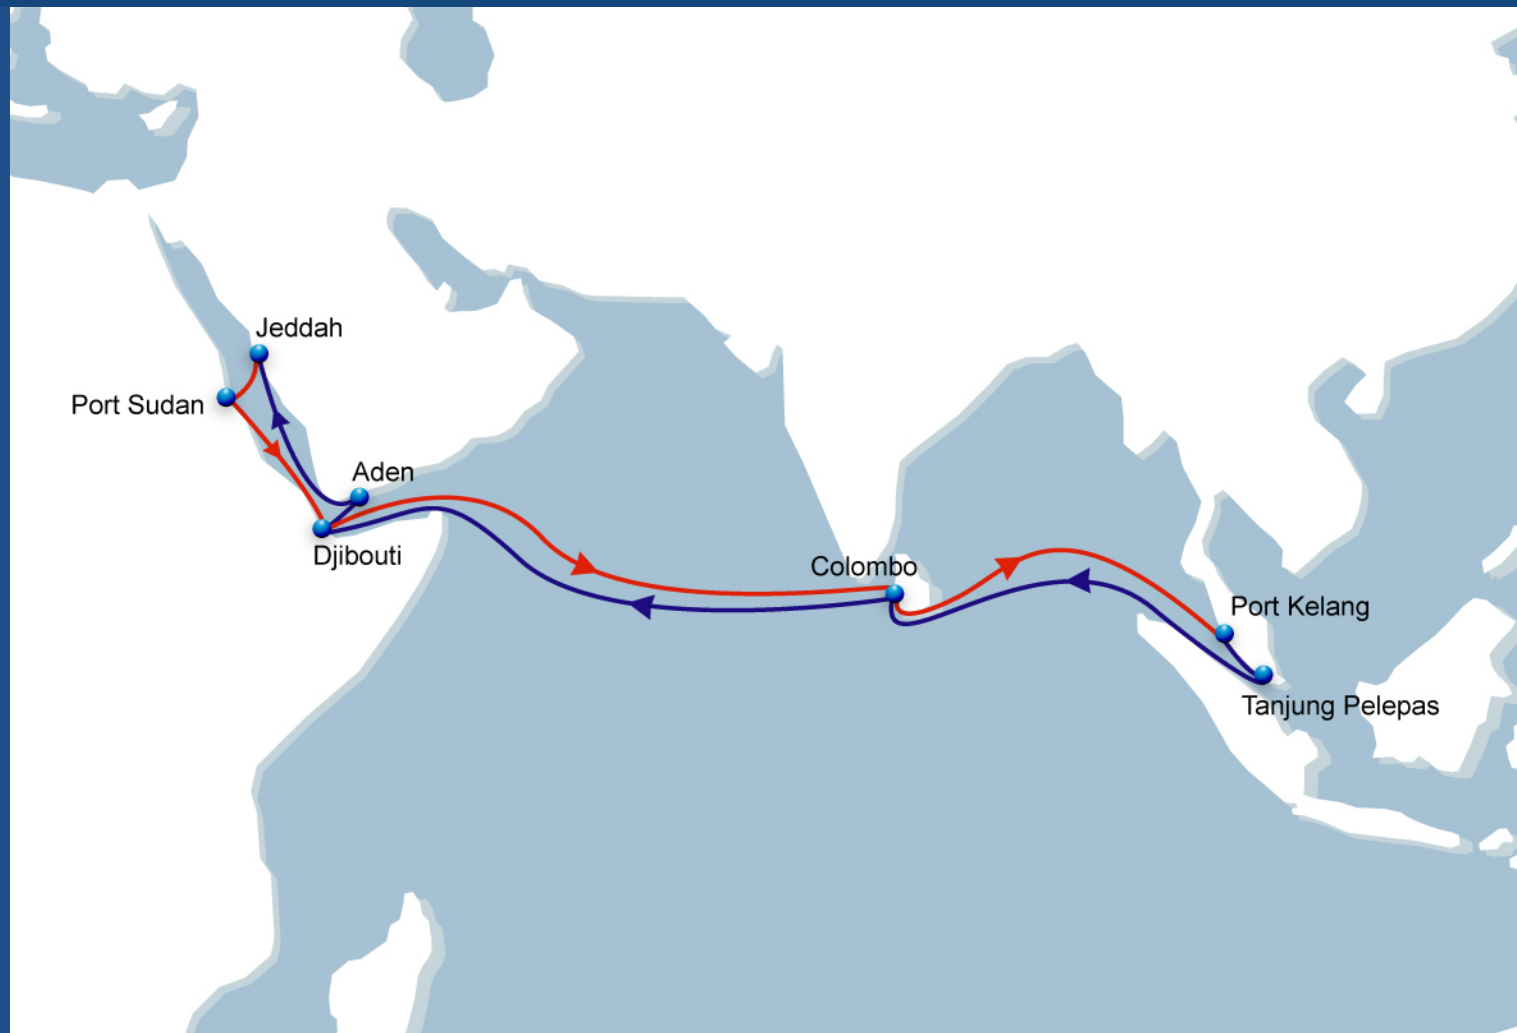 Jeddah
Port Sudan
Aden
Djibouti
Colombo
Port Kelang
Tanjung Pelepas